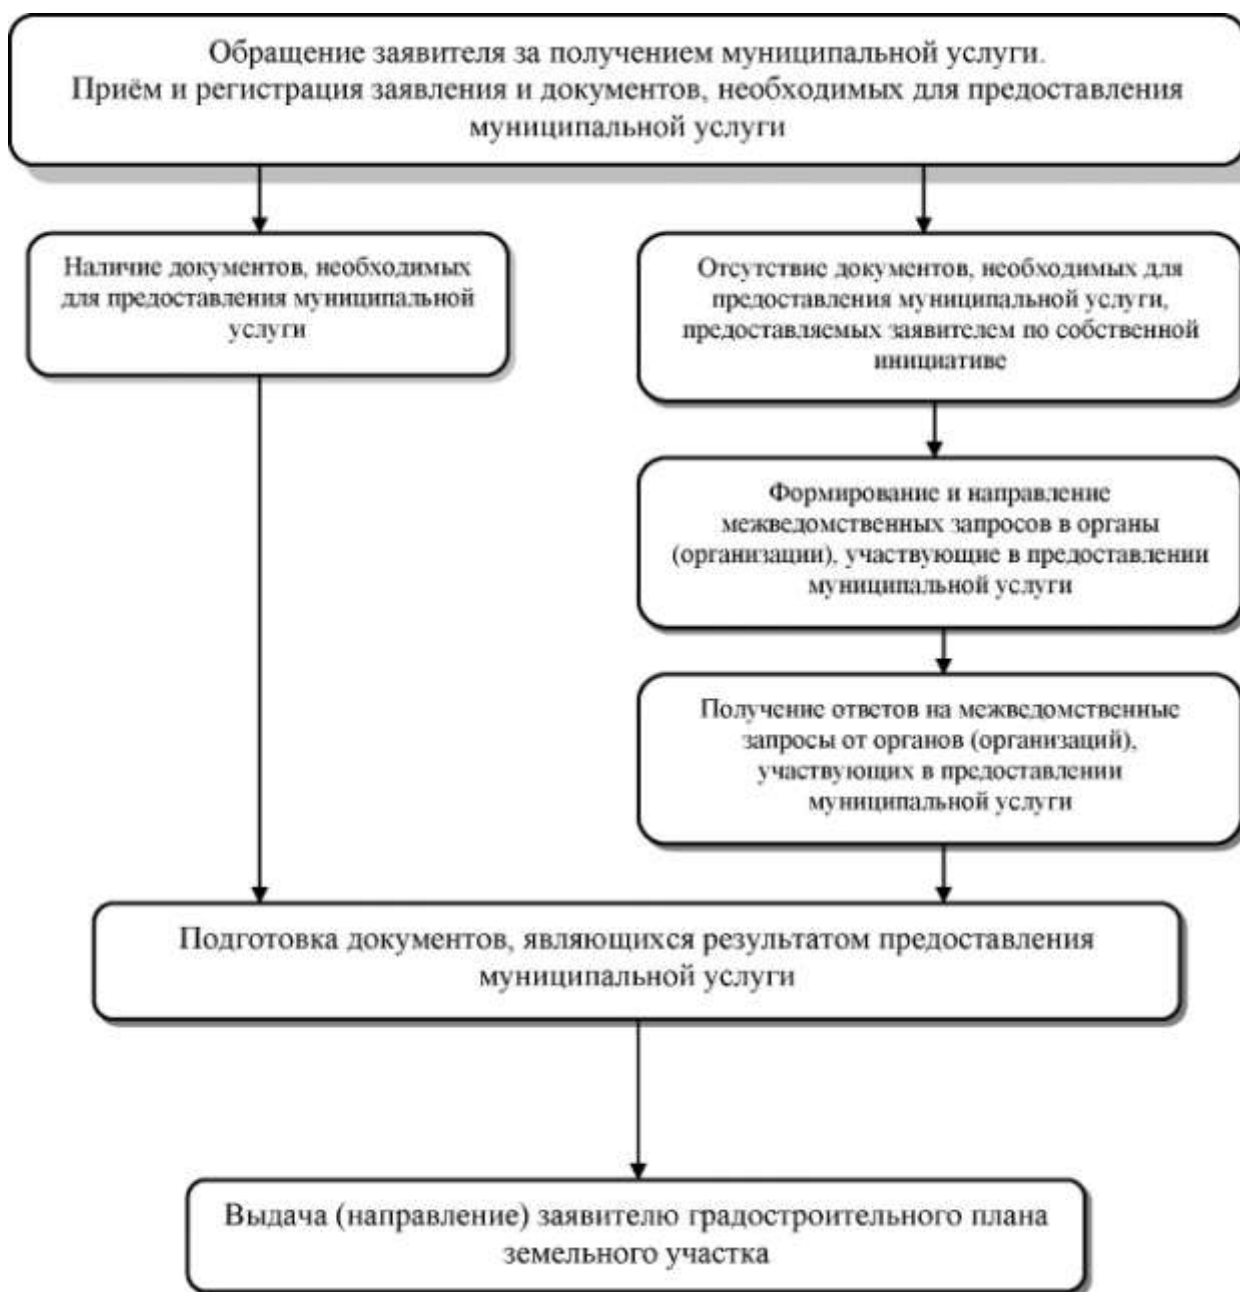 Обращение заявителя за получением муниципальной услуги.
Приём и регистрация заявления и документов, необходимых для предоставления
муниципальной услуги
Наличие документов, необходимых
для предоставления муниципальной
услуги
Отсутствие документов, необходимых для
предоставления муниципальной услуги,
предоставляемых заявителем по собственной
инициативе
Формирование и направление
межведомственных запросов в органы
(организации), участвующие в предоставлении
муниципальной услуги
Получение ответов на межведомственные
запросы от органов (организаций),
участвующих в предоставлении
муниципальной услуги
Подготовка документов, являющихся результатом предоставления
муниципальной услуги
Выдача (направление) заявителю градостроительного плана
земельного участка